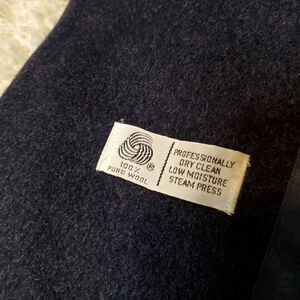 100%
PURE WOOL
®
PROFESSIONALLY
DRY CLEAN
LOW MOISTURE
STEAM PRESS